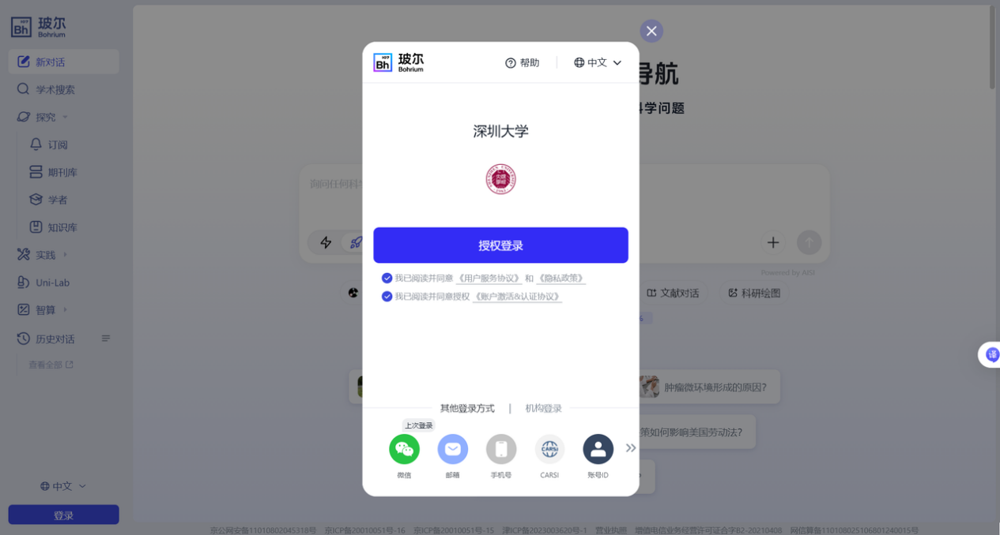 107
Bh
玻尔
Bohrium
新对话
学术搜索
探究
订阅
期刊库
学者
知识库
实践
Uni-Lab
智算
历史对话
查看全部
中文
登录
107
Bh
玻尔
Bohrium
帮助
中文
深圳大学
授权登录
我已阅读并同意 《用户服务协议》 和 《隐私政策》
我已阅读并同意授权 《账户激活&认证协议》
其他登录方式 | 机构登录
上次登录
微信
邮箱
手机号
CARSI
CARSI
账号ID
导航
科学问题
询问任何科
Powered by AISI
文献对话
科研绘图
%
肿瘤微环境形成的原因?
策如何影响美国劳动法?
译
京公网安备11010802045318号 京ICP备20010051号-16 京ICP备20010051号-15 津ICP备2023003620号-1 营业执照 增值电信业务经营许可证合字B2-20210408 网信算备110108025106801240015号